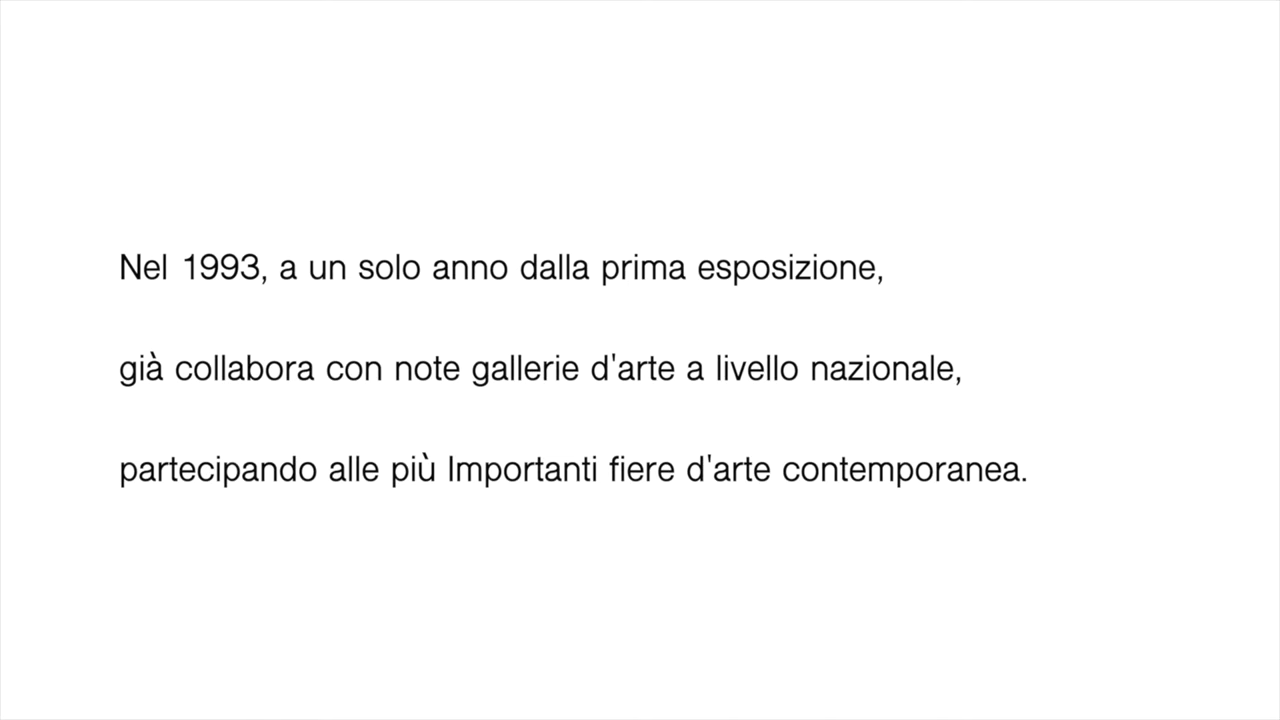 Nel 1993, a un solo anno dalla prima esposizione,
già collabora con note gallerie d'arte a livello nazionale,
partecipando alle più Importanti fiere d'arte contemporanea.